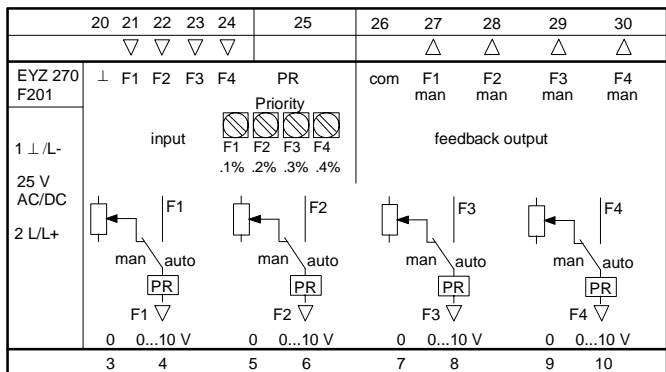 20 21 22 23 24 25 26 27 28 29 30
EYZ 270 ⊥ F1 F2 F3 F4 PR com F1 F2 F3 F4
F201 man man man man
Priority
input feedback output
1 ⊥ /L- F1 F2 F3 F4
.1% .2% .3% .4%
25 V
AC/DC
F1 F2 F3 F4
2 L/L+
man auto man auto man auto man auto
PR PR PR PR
F1 F2 F3 F4
0 0...10 V 0 0...10 V 0 0...10 V 0 0...10 V
3 4 5 6 7 8 9 10